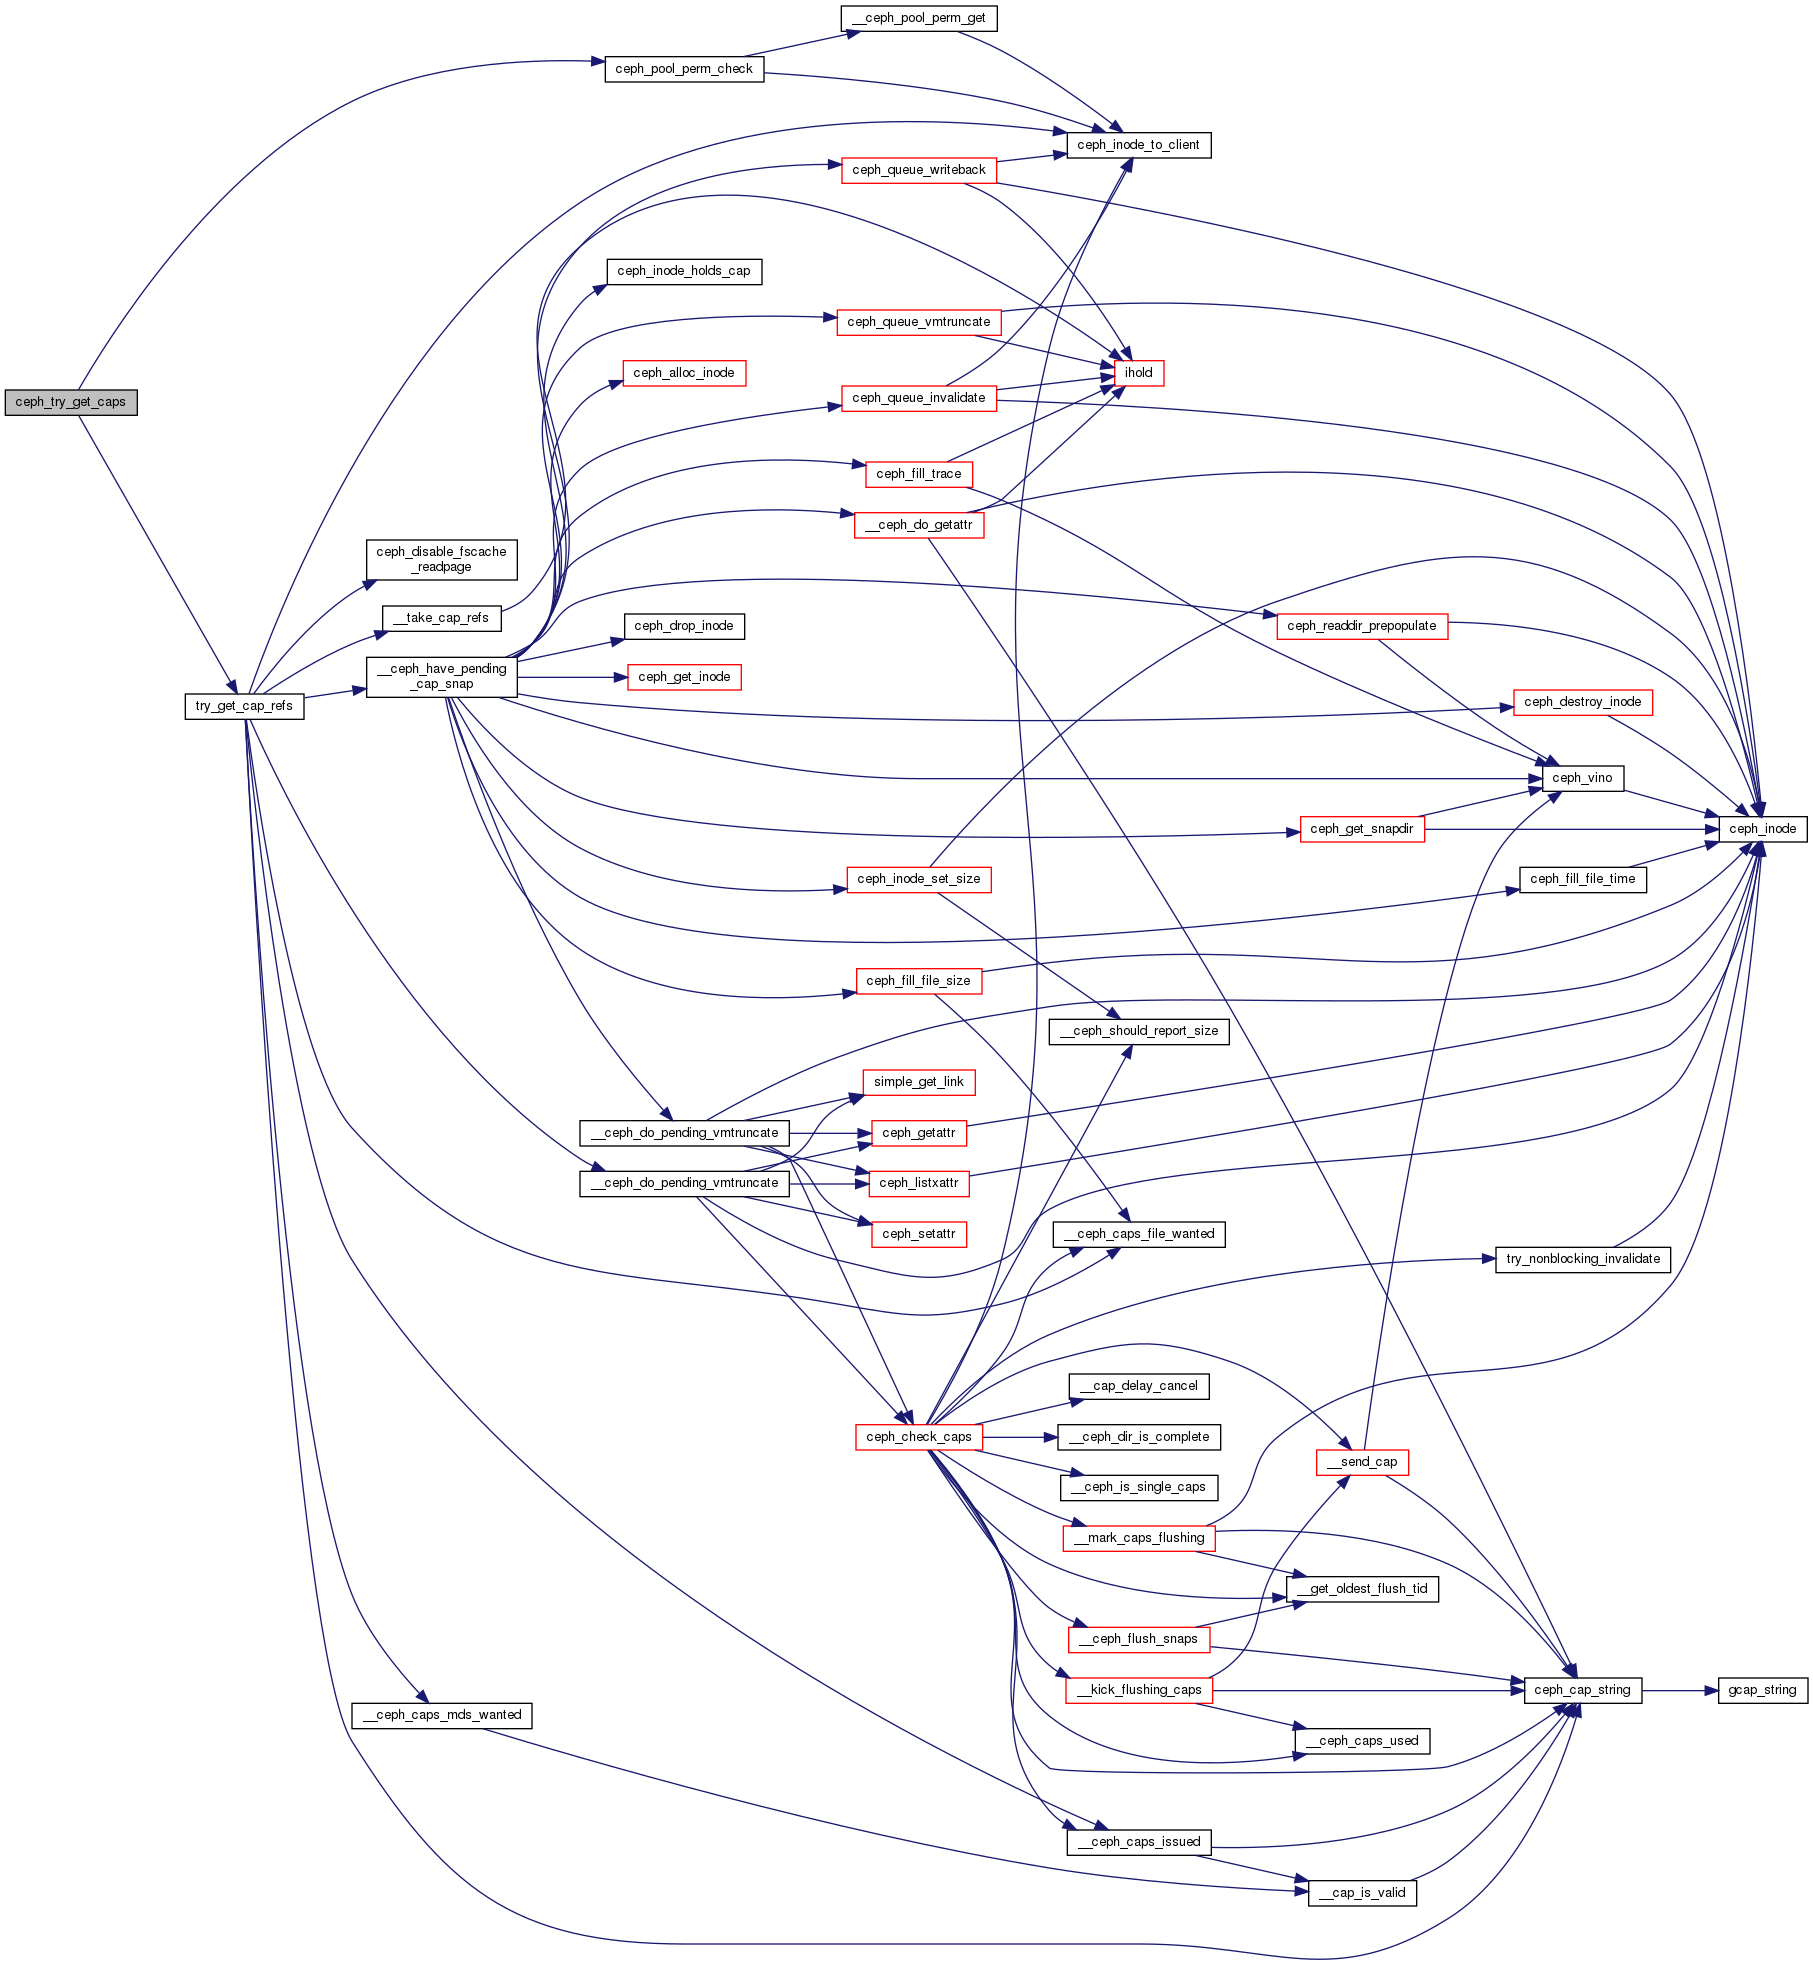 __ceph_pool_perm_get
ceph_pool_perm_check
ceph_inode_to_client
ceph_queue_writeback
ceph_inode_holds_cap
ceph_queue_vmtruncate
ceph_alloc_inode
ihold
ceph_try_get_caps
ceph_queue_invalidate
ceph_fill_trace
__ceph_do_getattr
ceph_disable_fscache
_readpage
__take_cap_refs
ceph_drop_inode
ceph_readdir_prepopulate
__ceph_have_pending
_cap_snap
ceph_get_inode
try_get_cap_refs
ceph_destroy_inode
ceph_vino
ceph_get_snapdir
ceph_inode
ceph_inode_set_size
ceph_fill_file_time
ceph_fill_file_size
__ceph_should_report_size
simple_get_link
__ceph_do_pending_vmtruncate
ceph_getattr
__ceph_do_pending_vmtruncate
ceph_listxattr
ceph_setattr
__ceph_caps_file_wanted
try_nonblocking_invalidate
__cap_delay_cancel
ceph_check_caps
__ceph_dir_is_complete
__send_cap
__ceph_is_single_caps
__mark_caps_flushing
__get_oldest_flush_tid
__ceph_flush_snaps
__kick_flushing_caps
ceph_cap_string
gcap_string
__ceph_caps_mds_wanted
__ceph_caps_used
__ceph_caps_issued
__cap_is_valid